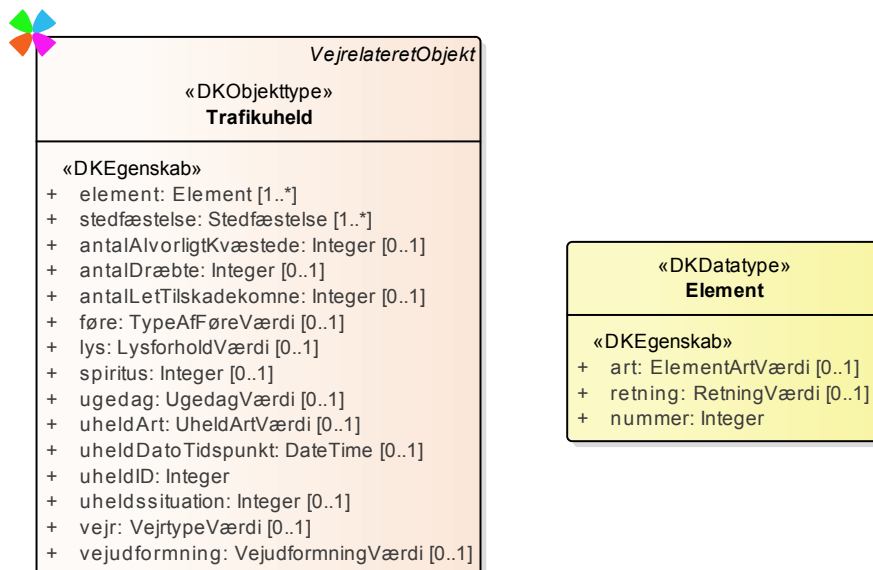 VejrelateretObjekt
«DKObjekttype»
Trafikuheld
«DKEgenskab»
+ element: Element [1..*]
+ stedfæstelse: Stedfæstelse [1..*]
+ antalAlvorligtKvæstede: Integer [0..1]
+ antalDræbte: Integer [0..1]
+ antalLetTilskadekomne: Integer [0..1]
+ føre: TypeAfFøreVærdi [0..1]
+ lys: LysforholdVærdi [0..1]
+ spiritus: Integer [0..1]
+ ugedag: UgedagVærdi [0..1]
+ uheldArt: UheldArtVærdi [0..1]
+ uheldDatoTidspunkt: DateTime [0..1]
+ uheldID: Integer
+ uheldssituation: Integer [0..1]
+ vejr: VejrtypeVærdi [0..1]
+ vejudformning: VejudformningVærdi [0..1]
«DKDatatype»
Element
«DKEgenskab»
+ art: ElementArtVærdi [0..1]
+ retning: RetningVærdi [0..1]
+ nummer: Integer